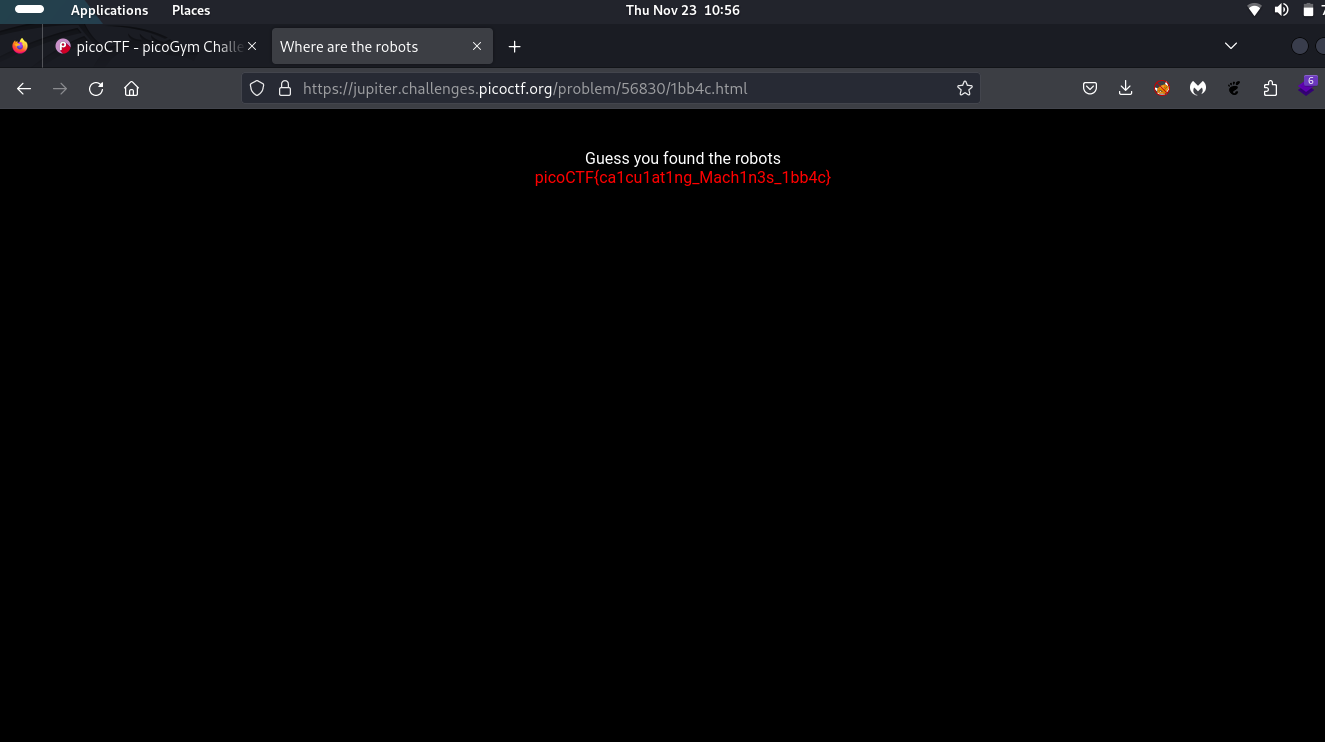 Applications Places Thu Nov 23 10:56
picoCTF - picoGym Challe Where are the robots
https://jupiter.challenges.picoctf.org/problem/56830/1bb4c.html 6
Guess you found the robots
picoCTF{ca1cu1at1ng_Mach1n3s_1bb4c}